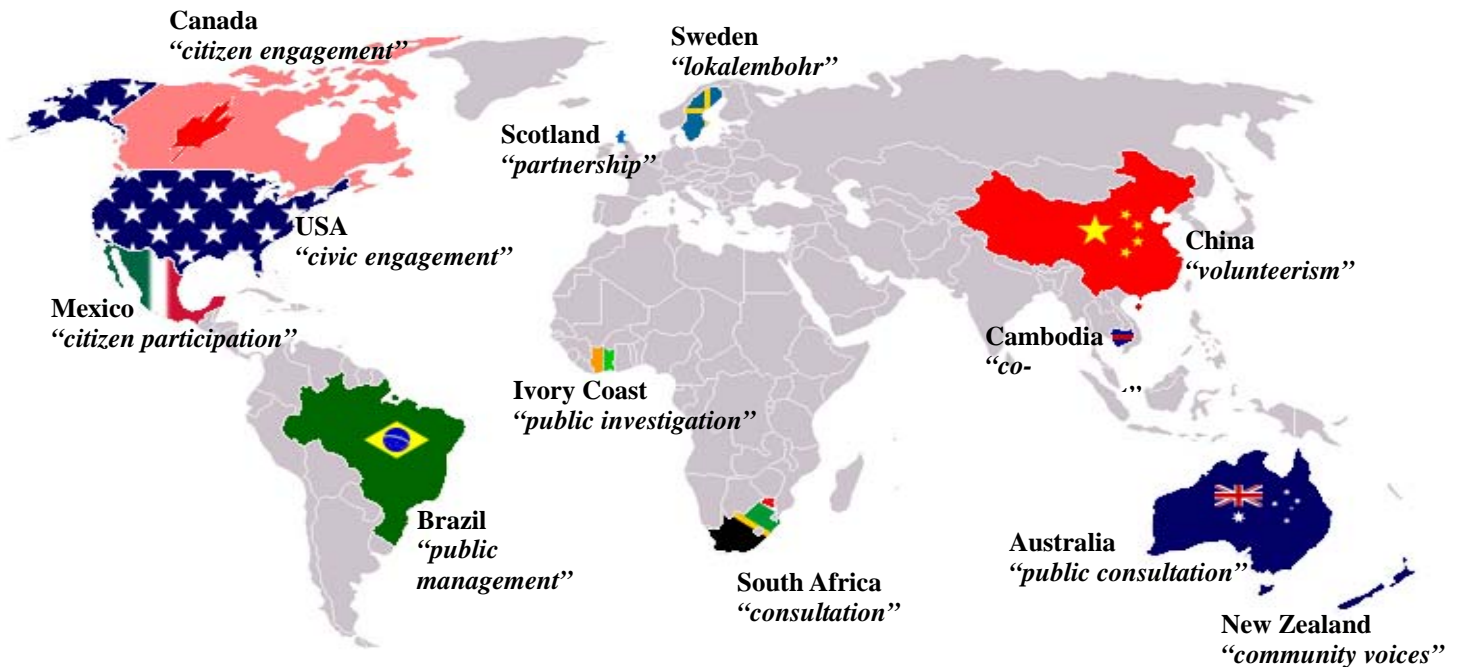 Canada
“citizen engagement”
Sweden
“lokalembohr”
Scotland
“partnership”
USA
“civic engagement”
China
“volunteerism”
Mexico
“citizen participation”
Cambodia
“co-
Ivory Coast
“public investigation”
Brazil
“public
management”
Australia
“public consultation”
South Africa
“consultation”
New Zealand
“community voices”